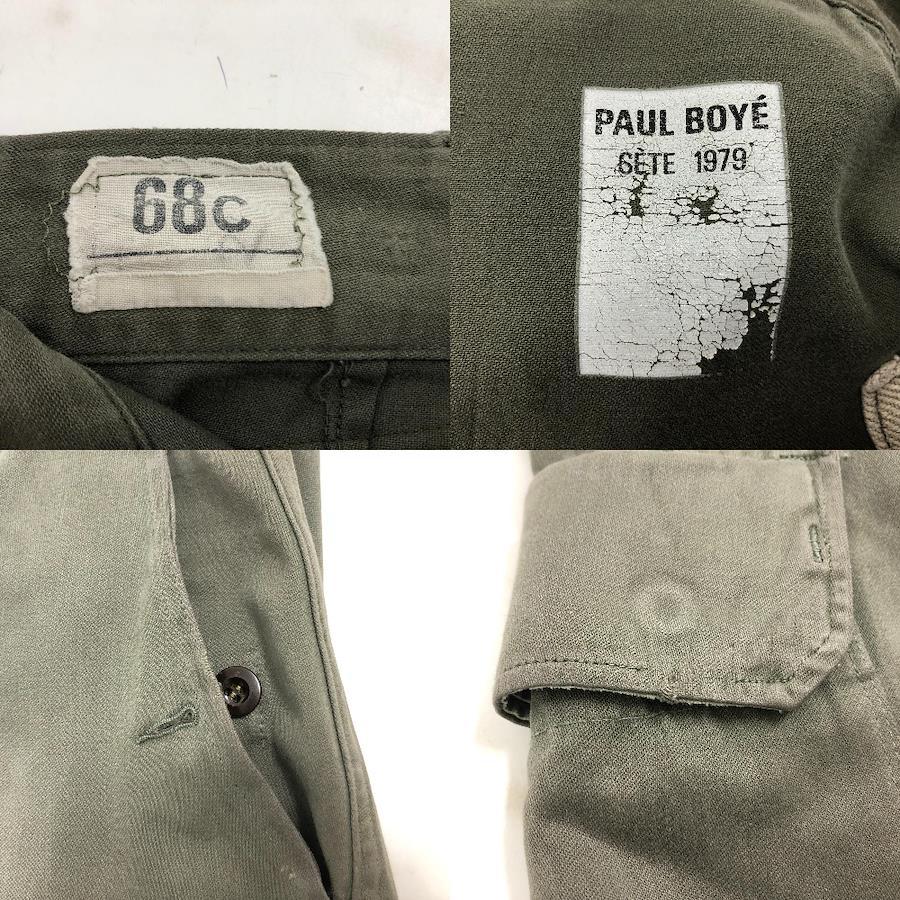 68C
PAUL BOYÉ
SÈTE 1979